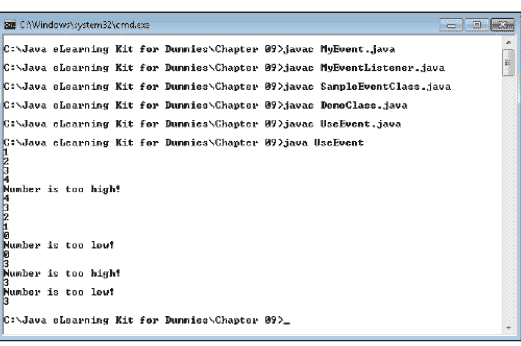 C:\Windows\system32\cmd.exe
C:\Java eLearning Kit for Dummies\Chapter 09>javac MyEvent.java
C:\Java eLearning Kit for Dummies\Chapter 09>javac MyEventListener.java
C:\Java eLearning Kit for Dummies\Chapter 09>javac SampleEventClass.java
C:\Java eLearning Kit for Dummies\Chapter 09>javac DemoClass.java
C:\Java eLearning Kit for Dummies\Chapter 09>javac UseEvent.java
C:\Java eLearning Kit for Dummies\Chapter 09>java UseEvent
1
2
3
4
Number is too high!
4
3
2
1
0
Number is too low!
0
3
Number is too high!
3
Number is too low!
3
C:\Java eLearning Kit for Dummies\Chapter 09>_